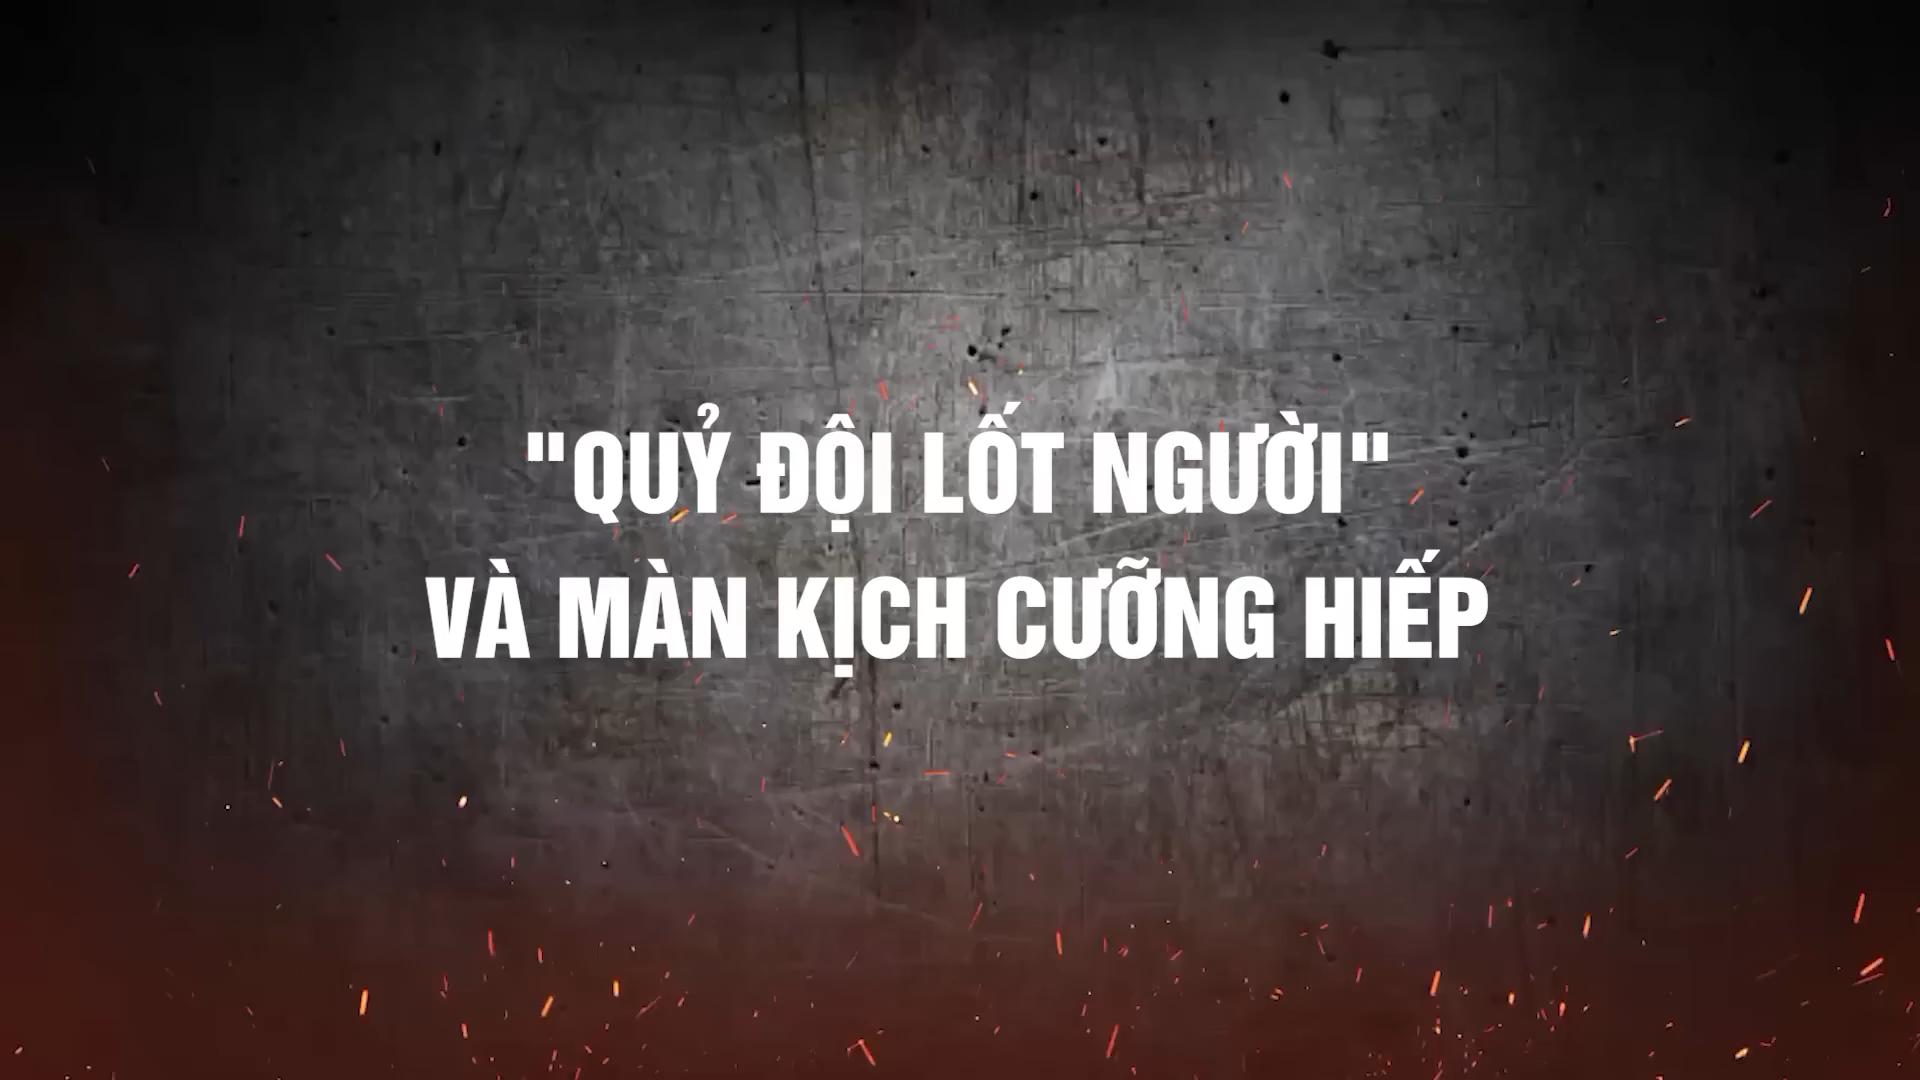 "QUỶ ĐỘI LỐT NGƯỜI"
VÀ MÀN KỊCH CƯỠNG HIẾP